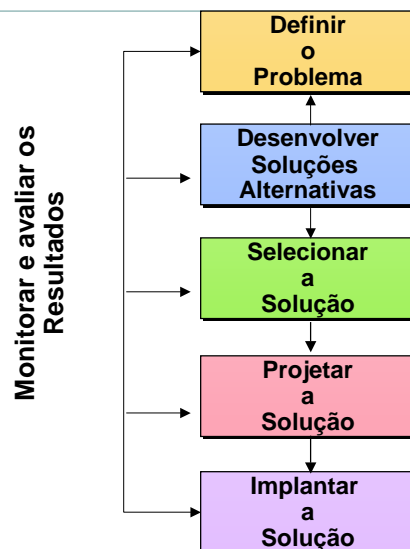 Monitorar e avaliar os
Resultados
Definir
o
Problema
Desenvolver
Soluções
Alternativas
Selecionar
a
Solução
Projetar
a
Solução
Implantar
a
Solução